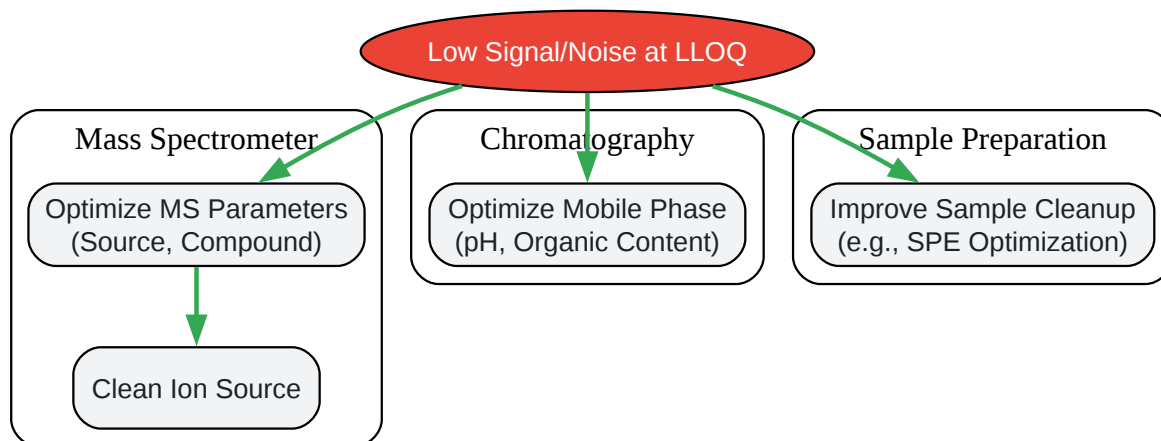 Low Signal/Noise at LLOQ
Mass Spectrometer
Optimize MS Parameters
(Source, Compound)
Clean Ion Source
Chromatography
Optimize Mobile Phase
(pH, Organic Content)
Sample Preparation
Improve Sample Cleanup
(e.g., SPE Optimization)